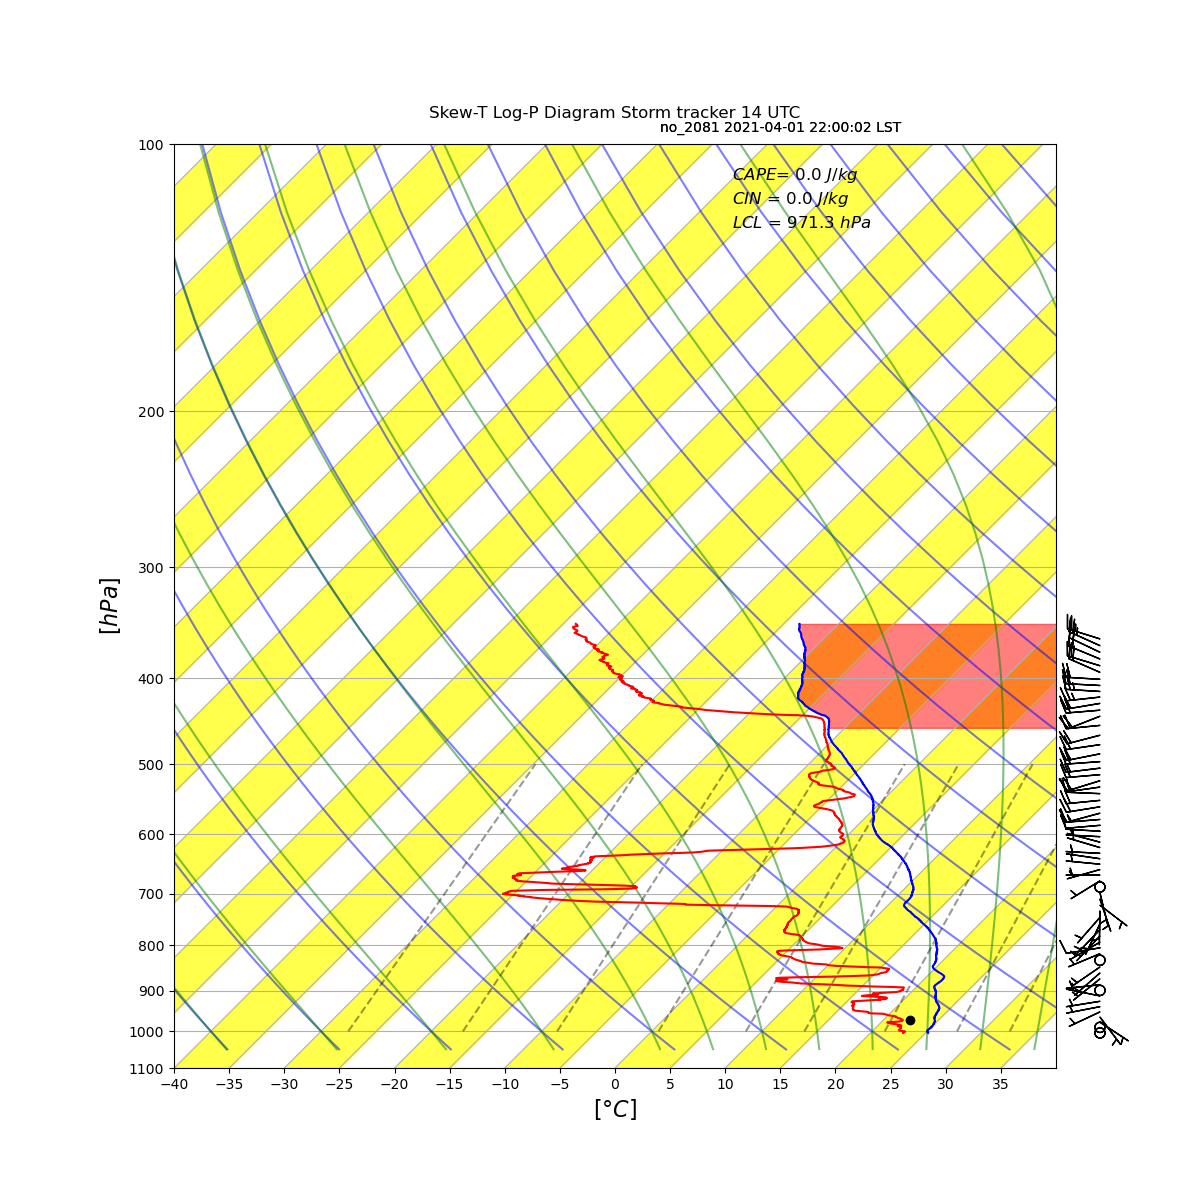 Skew-T Log-P Diagram Storm tracker 14 UTC
no_2081 2021-04-01 22:00:02 LST
CAPE= 0.0 J/kg
CIN = 0.0 J/kg
LCL = 971.3 hPa
100
200
300
400
500
600
700
800
900
1000
1100
[hPa]
−40 −35 −30 −25 −20 −15 −10 −5 0 5 10 15 20 25 30 35
[°C]